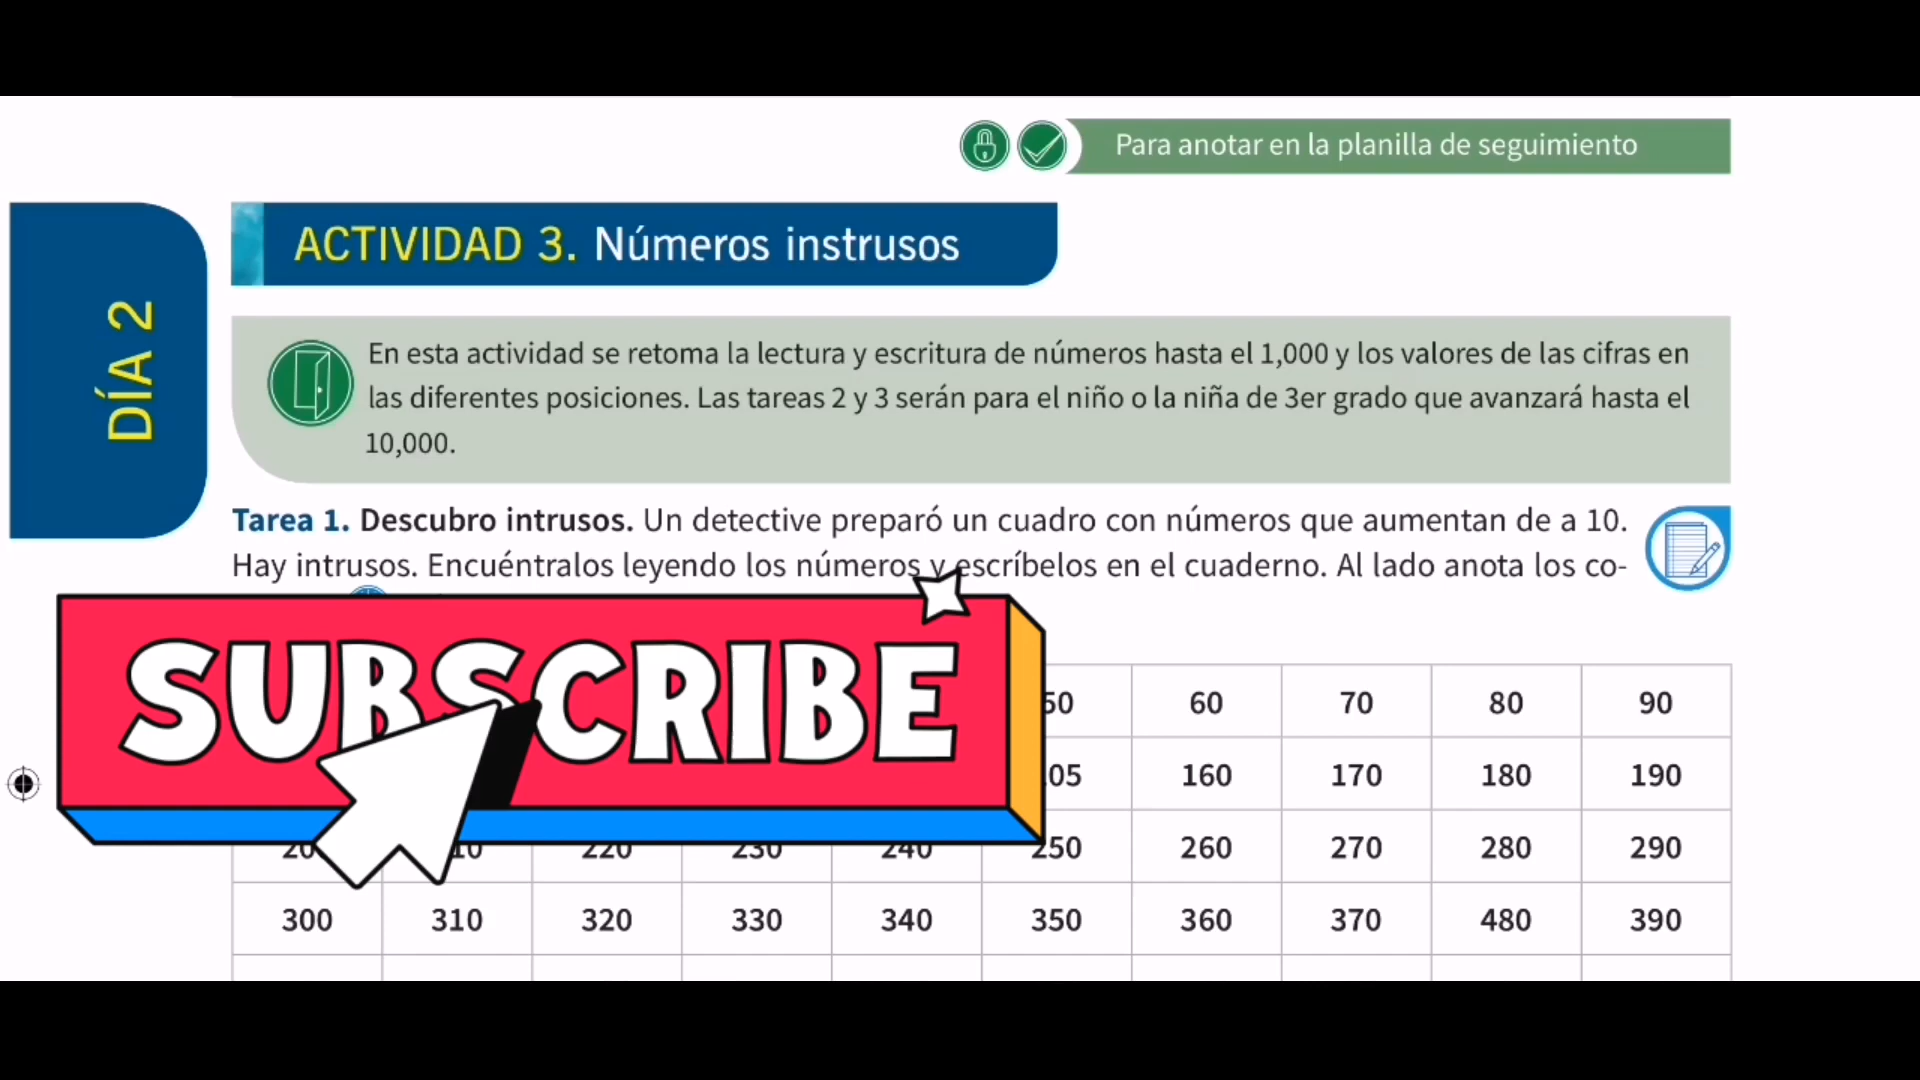 Para anotar en la planilla de seguimiento
ACTIVIDAD 3. Números instrusos
DÍA 2
En esta actividad se retoma la lectura y escritura de números hasta el 1,000 y los valores de las cifras en
las diferentes posiciones. Las tareas 2 y 3 serán para el niño o la niña de 3er grado que avanzará hasta el
10,000.
Tarea 1. Descubro intrusos. Un detective preparó un cuadro con números que aumentan de a 10.
Hay intrusos. Encuéntralos leyendo los números y escríbelos en el cuaderno. Al lado anota los co-
SUBSCRIBE
60 70 80 90
160 170 180 190
220 230 240 250 260 270 280 290
300 310 320 330 340 350 360 370 480 390